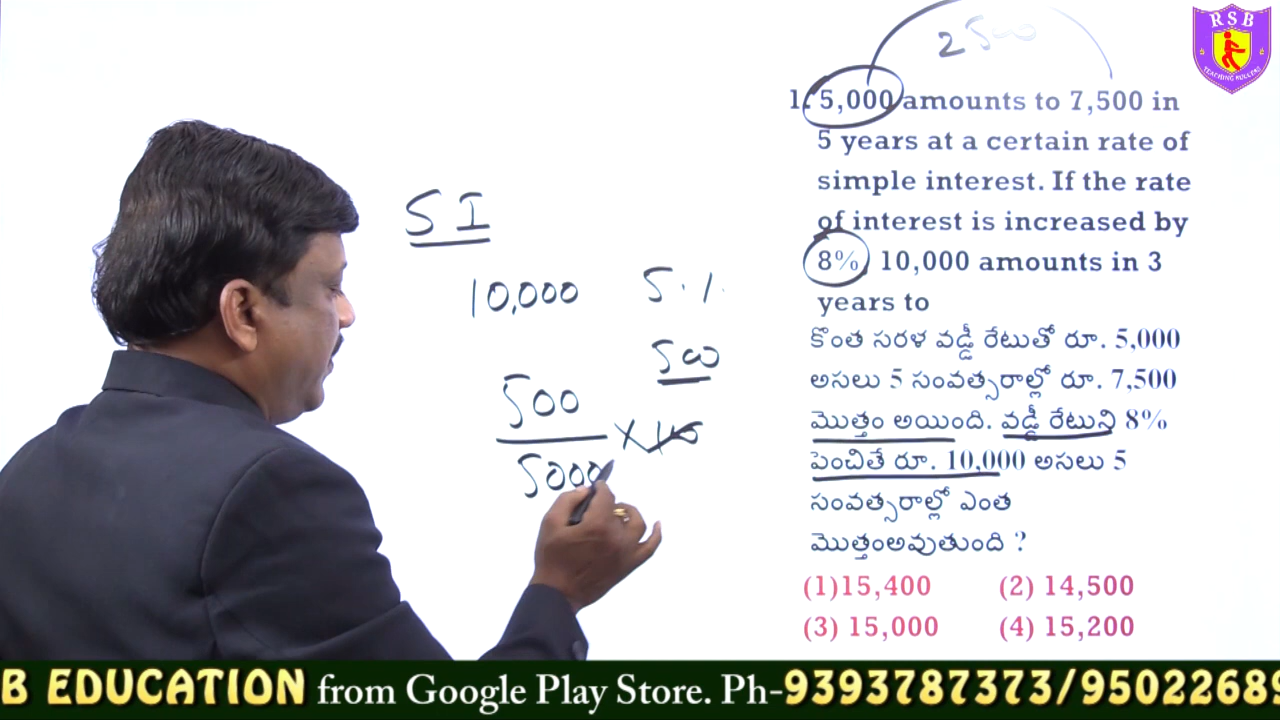 2500
RSB
TEACHING BULLERS
1. 5,000 amounts to 7,500 in
5 years at a certain rate of
simple interest. If the rate
of interest is increased by
8% 10,000 amounts in 3
years to
కొంత సరళ వడ్డీ రేటుతో రూ. 5,000
అసలు 5 సంవత్సరాల్లో రూ. 7,500
మొత్తం అయింది. వడ్డీ రేటుని 8%
పెంచితే రూ. 10,000 అసలు 5
సంవత్సరాల్లో ఎంత
మొత్తంఅవుతుంది ?
(1)15,400 (2) 14,500
(3) 15,000 (4) 15,200
SI
10,000 5%
500
500
5000
B EDUCATION from Google Play Store. Ph-9393787373/95022689